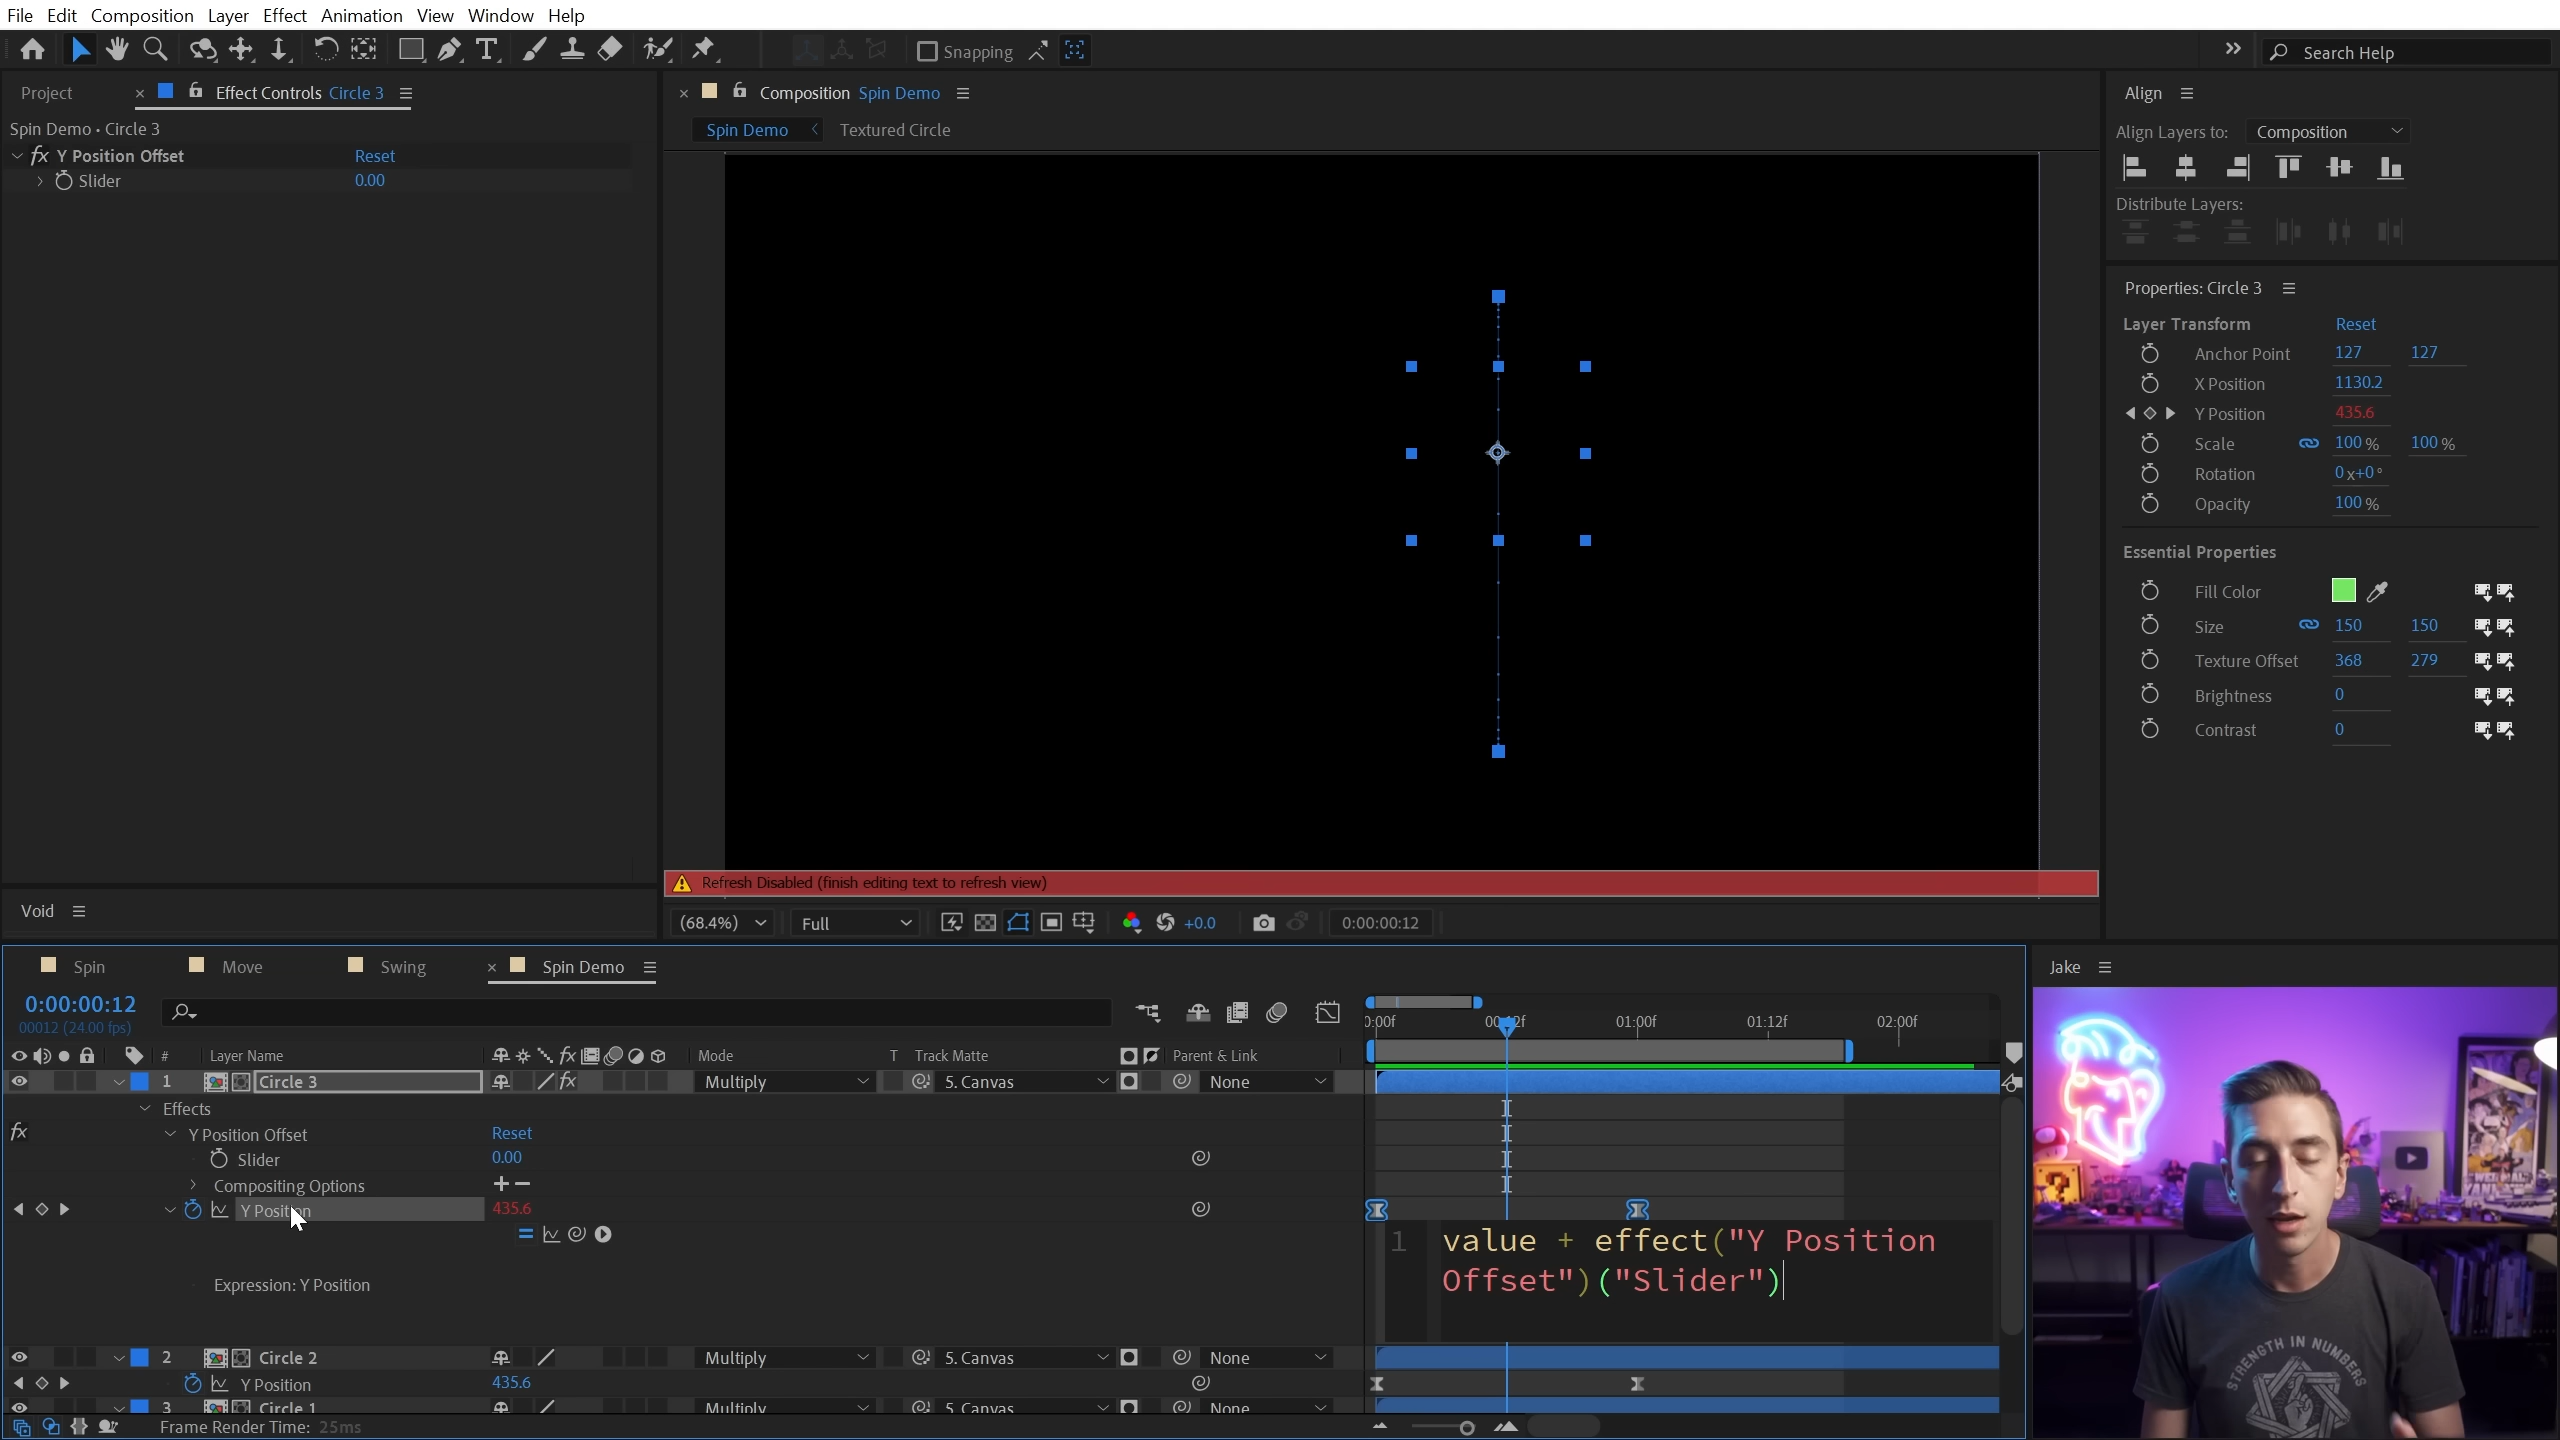 File Edit Composition Layer Effect Animation View Window Help
Snapping
Search Help
Project
Effect Controls Circle 3
Composition Spin Demo
Align
Spin Demo • Circle 3
Spin Demo
Textured Circle
Align Layers to: Composition
Y Position Offset Reset
Slider 0.00
Distribute Layers:
Properties: Circle 3
Layer Transform Reset
Anchor Point 127 127
X Position 1130.2
Y Position 435.6
Scale 100 % 100 %
Rotation 0x+0°
Opacity 100 %
Essential Properties
Fill Color
Size 150 150
Texture Offset 368 279
Brightness 0
Contrast 0
Refresh Disabled (finish editing text to refresh view)
Void
(68.4%) Full +0.0 0:00:00:12
Spin Move Swing Spin Demo
Jake
0:00:00:12
00012 (24.00 fps)
01:00f 01:12f 02:00f
# Layer Name Mode T Track Matte Parent & Link
1 Circle 3 Multiply 5. Canvas None
Effects
fx Y Position Offset Reset
Slider 0.00
Compositing Options + −
Y Position 435.6
1 value + effect("Y Position
Offset")("Slider")
Expression: Y Position
2 Circle 2 Multiply 5. Canvas None
Y Position 435.6
3 Circle 1 Multiply 5. Canvas None
Frame Render Time: 25ms
STRENGTH IN NUMBERS